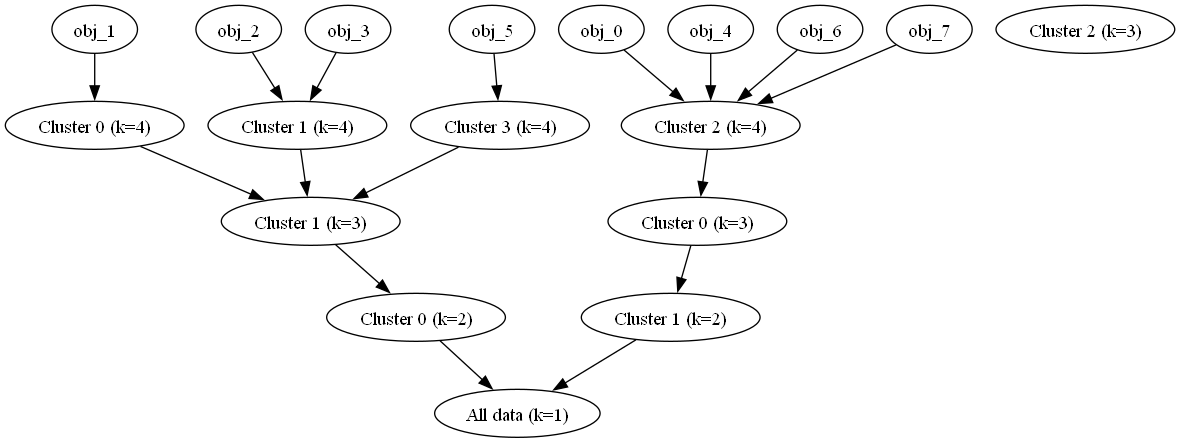 obj_1
obj_2
obj_3
obj_5
obj_0
obj_4
obj_6
obj_7
Cluster 2 (k=3)
Cluster 0 (k=4)
Cluster 1 (k=4)
Cluster 3 (k=4)
Cluster 2 (k=4)
Cluster 1 (k=3)
Cluster 0 (k=3)
Cluster 0 (k=2)
Cluster 1 (k=2)
All data (k=1)